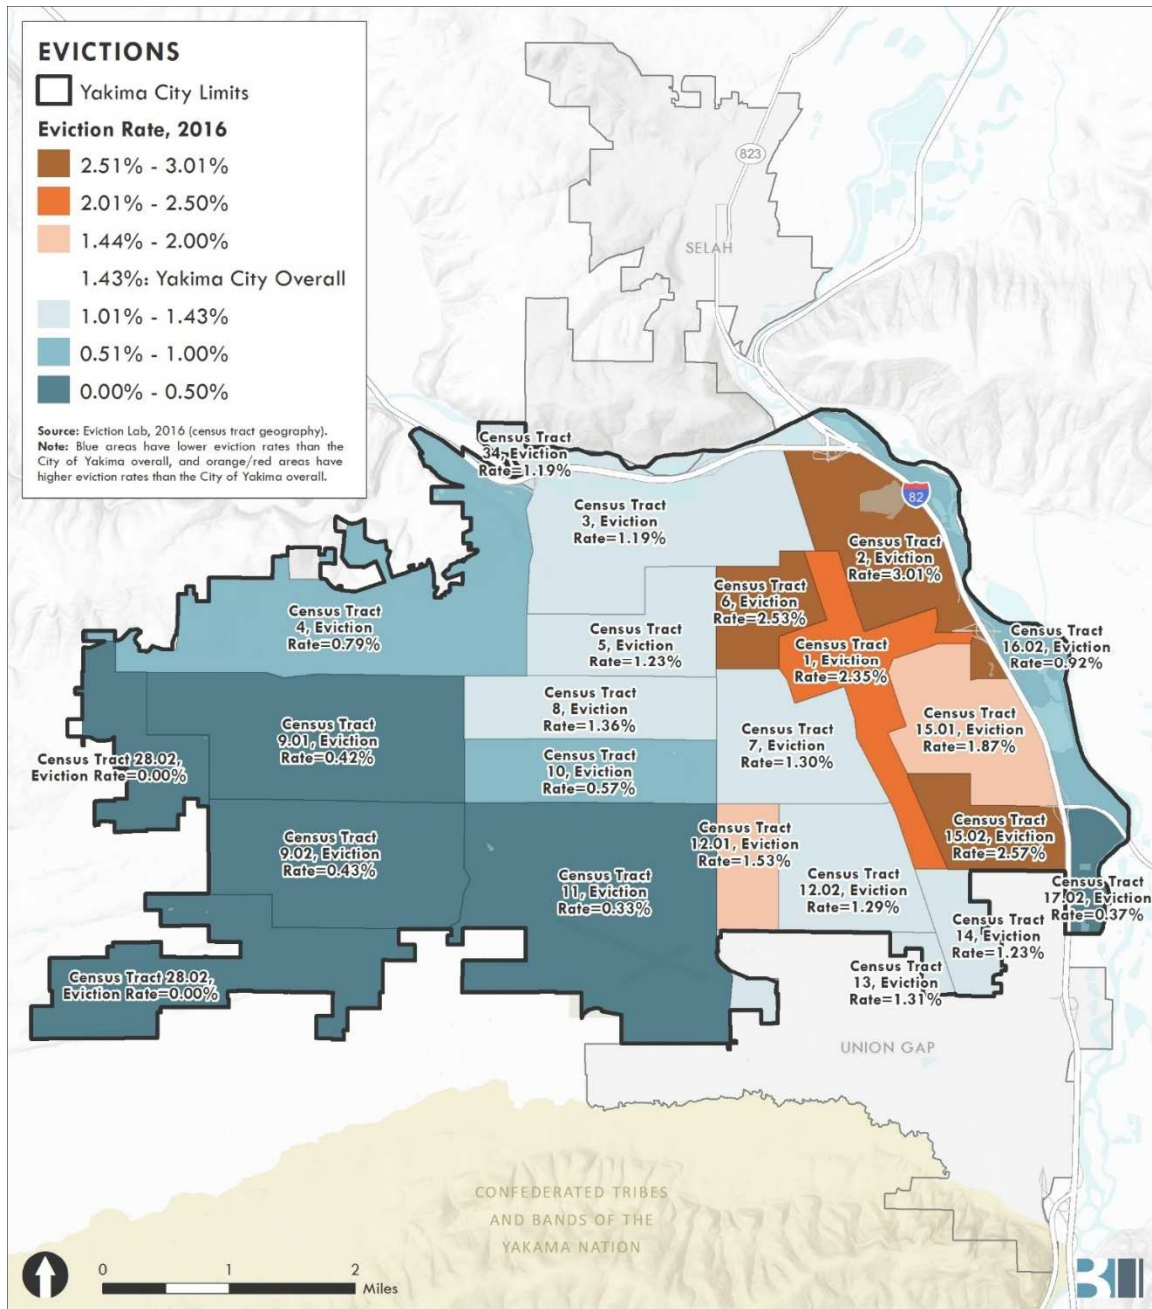 EVICTIONS
Yakima City Limits
Eviction Rate, 2016
2.51% - 3.01%
2.01% - 2.50%
1.44% - 2.00%
1.43%: Yakima City Overall
1.01% - 1.43%
0.51% - 1.00%
0.00% - 0.50%
Source: Eviction Lab, 2016 (census tract geography).
Note: Blue areas have lower eviction rates than the
City of Yakima overall, and orange/red areas have
higher eviction rates than the City of Yakima overall.
823
SELAH
Census Tract
34, Eviction
Rate=1.19%
82
Census Tract
3, Eviction
Rate=1.19%
Census Tract
2, Eviction
Rate=3.01%
Census Tract
6, Eviction
Rate=2.53%
Census Tract
4, Eviction
Rate=0.79%
Census Tract
5, Eviction
Rate=1.23%
Census Tract
1, Eviction
Rate=2.35%
Census Tract
16.02, Eviction
Rate=0.92%
Census Tract
8, Eviction
Rate=1.36%
Census Tract
9.01, Eviction
Rate=0.42%
Census Tract
7, Eviction
Rate=1.30%
Census Tract
15.01, Eviction
Rate=1.87%
Census Tract 28.02,
Eviction Rate=0.00%
Census Tract
10, Eviction
Rate=0.57%
Census Tract
9.02, Eviction
Rate=0.43%
Census Tract
12.01, Eviction
Rate=1.53%
Census Tract
15.02, Eviction
Rate=2.57%
Census Tract
11, Eviction
Rate=0.33%
Census Tract
12.02, Eviction
Rate=1.29%
Census Tract
17.02, Eviction
Rate=0.37%
Census Tract
14, Eviction
Rate=1.23%
Census Tract 28.02,
Eviction Rate=0.00%
Census Tract
13, Eviction
Rate=1.31%
UNION GAP
CONFEDERATED TRIBES
AND BANDS OF THE
YAKAMA NATION
0 1 2
Miles